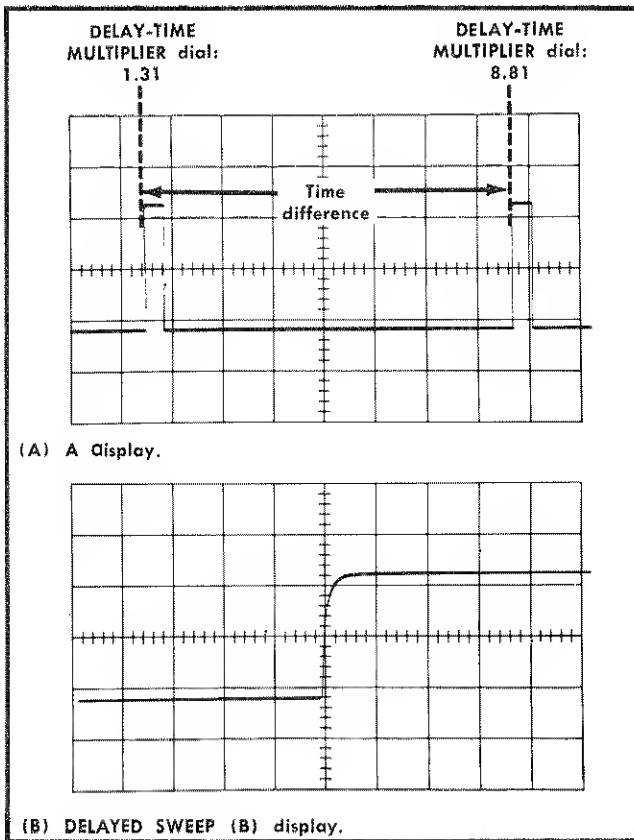 DELAY-TIME
MULTIPLIER dial:
1.31
DELAY-TIME
MULTIPLIER dial:
8.81
Time
difference
(A) A Display.
(B) DELAYED SWEEP (B) display.